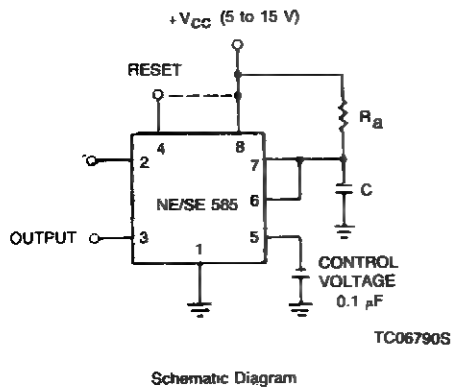 +VCC (5 to 15 V)
RESET
Ra
4
8
2
7
NE/SE 585
6
C
OUTPUT
3
1
5
CONTROL
VOLTAGE
0.1 µF
TC06790S
Schematic Diagram